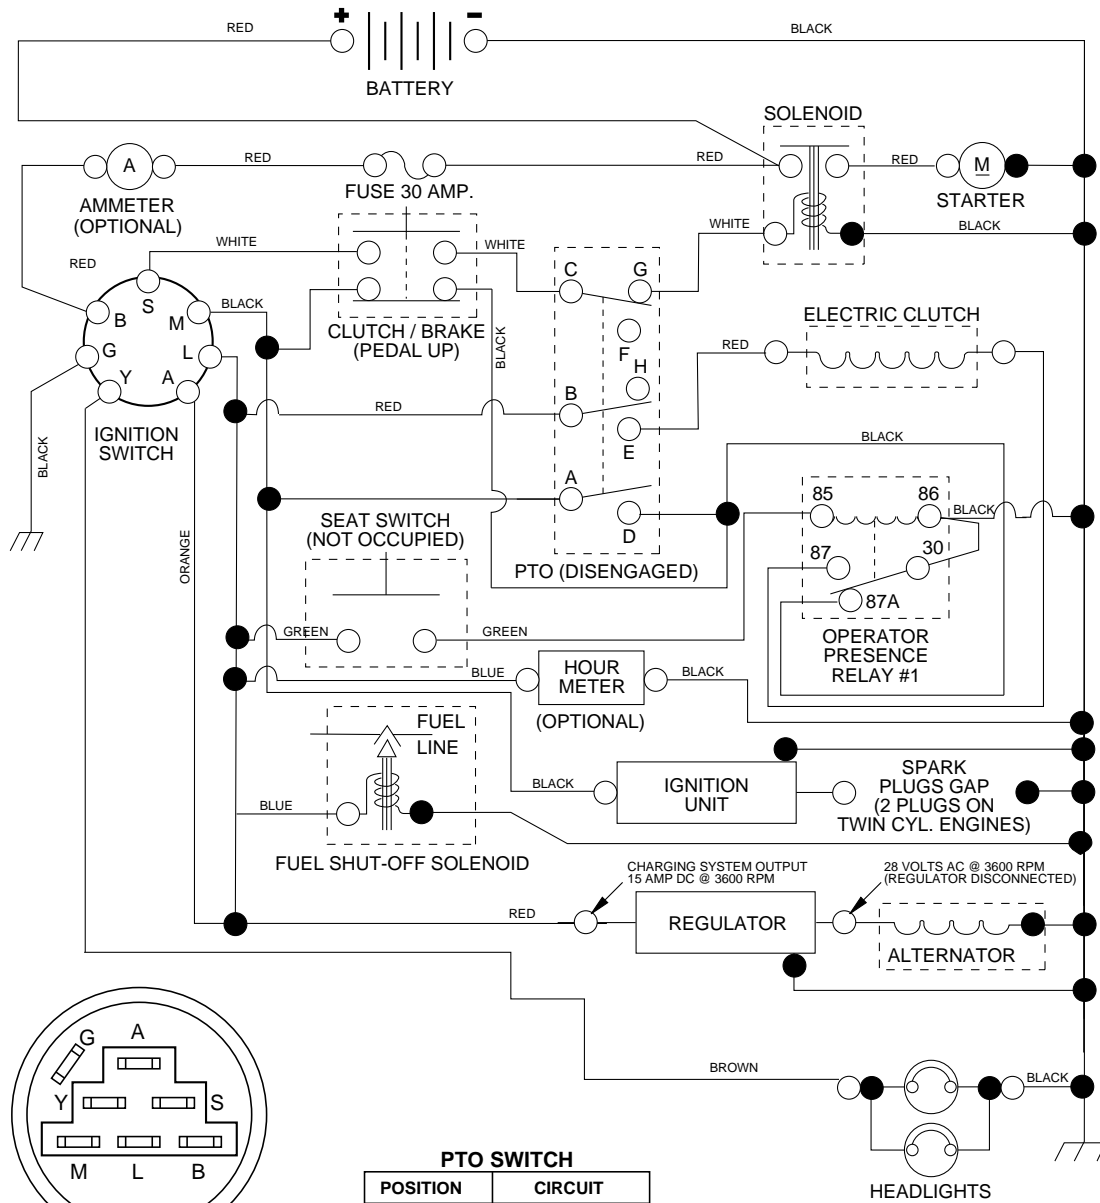 + -
RED
BLACK
BATTERY
SOLENOID
A
RED
RED
RED
M
AMMETER
(OPTIONAL)
FUSE 30 AMP.
STARTER
WHITE
WHITE
WHITE
BLACK
RED
S
B
M
G
L
Y
A
BLACK
CLUTCH / BRAKE
(PEDAL UP)
BLACK
C
G
F
H
B
E
A
D
ELECTRIC CLUTCH
RED
RED
IGNITION
SWITCH
BLACK
BLACK
ORANGE
SEAT SWITCH
(NOT OCCUPIED)
PTO (DISENGAGED)
85
86
BLACK
87
30
87A
GREEN
GREEN
OPERATOR
PRESENCE
RELAY #1
BLUE
HOUR
METER
BLACK
(OPTIONAL)
FUEL
LINE
BLACK
IGNITION
UNIT
SPARK
PLUGS GAP
(2 PLUGS ON
TWIN CYL. ENGINES)
BLUE
FUEL SHUT-OFF SOLENOID
CHARGING SYSTEM OUTPUT
15 AMP DC @ 3600 RPM
28 VOLTS AC @ 3600 RPM
(REGULATOR DISCONNECTED)
RED
REGULATOR
ALTERNATOR
G
A
Y
S
M
L
B
BROWN
BLACK
HEADLIGHTS
PTO SWITCH
POSITION CIRCUIT